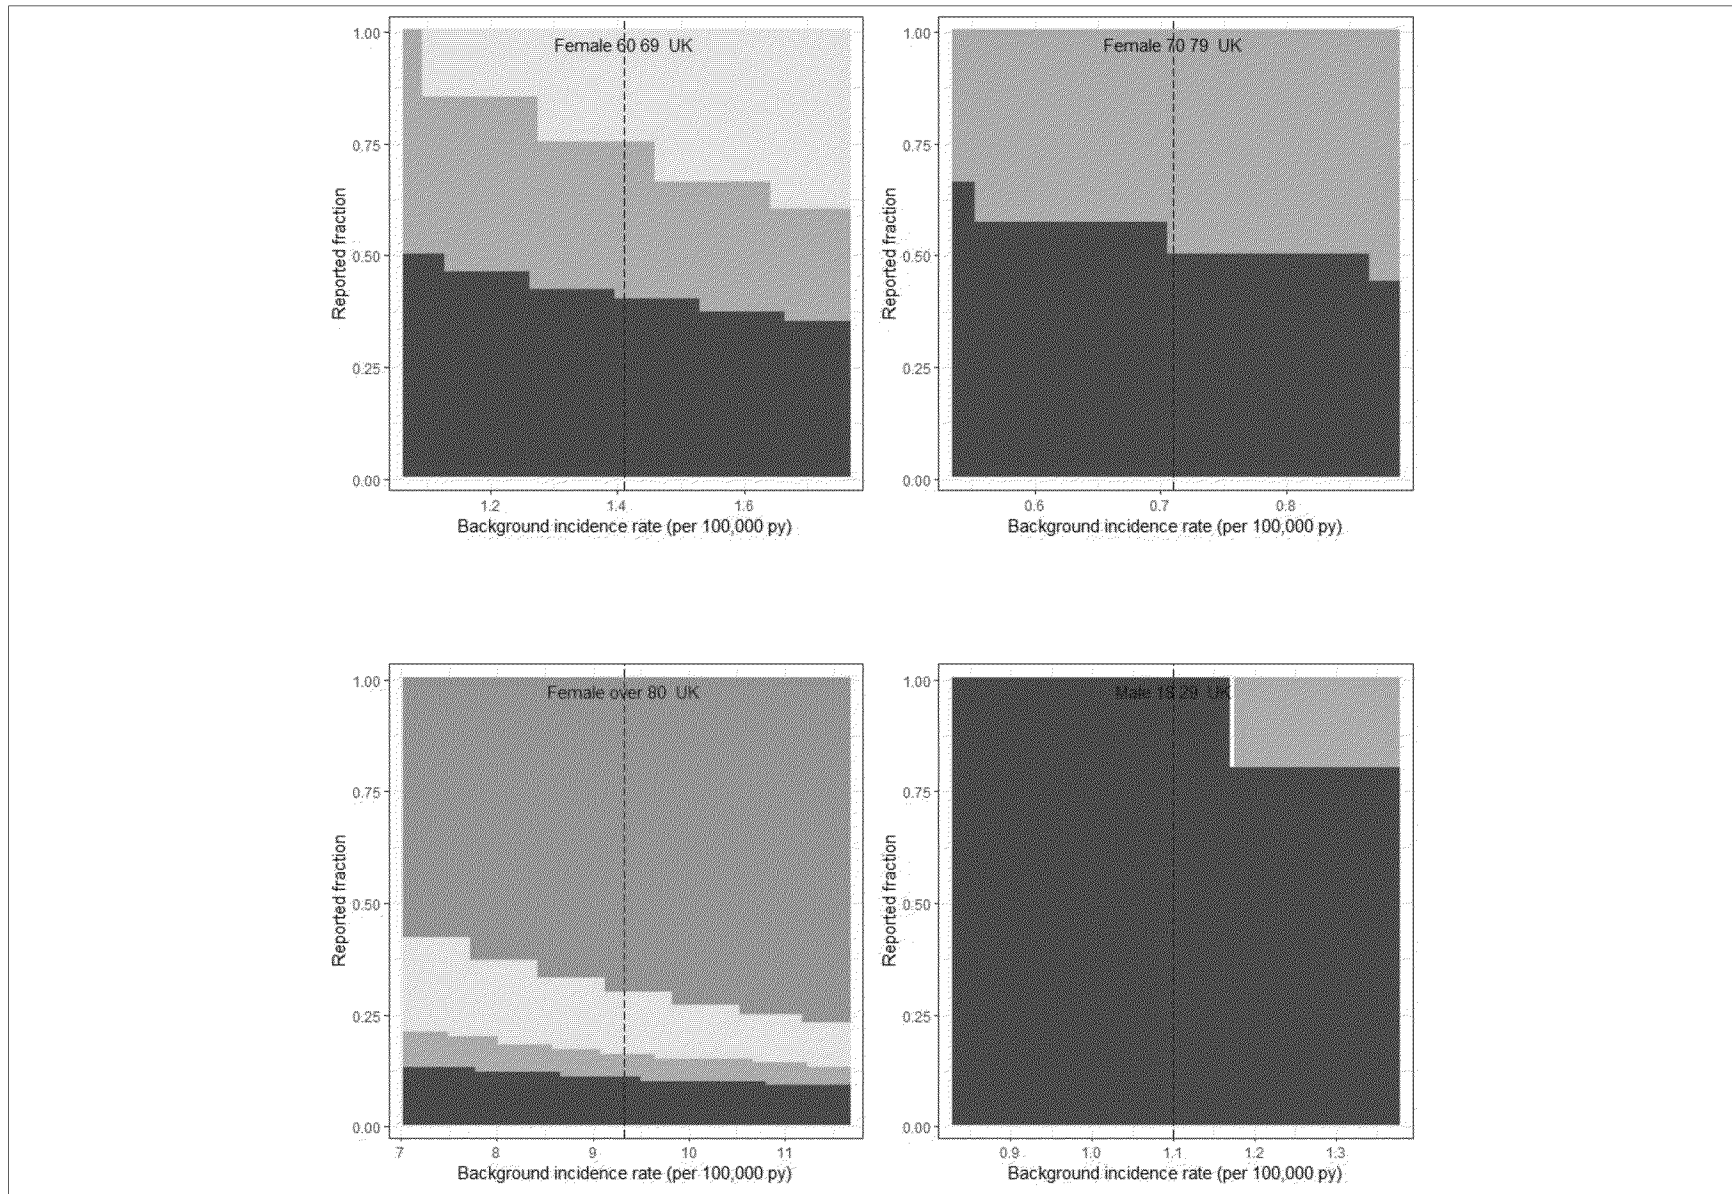 Female 60 69 UK
1.00
0.75
0.50
0.25
0.00
Reported fraction
1.2 1.4 1.6
Background incidence rate (per 100,000 py)
Female 70 79 UK
1.00
0.75
0.50
0.25
0.00
Reported fraction
0.6 0.7 0.8
Background incidence rate (per 100,000 py)
Female over 80 UK
1.00
0.75
0.50
0.25
0.00
Reported fraction
7 8 9 10 11
Background incidence rate (per 100,000 py)
Male 18 29 UK
1.00
0.75
0.50
0.25
0.00
Reported fraction
0.9 1.0 1.1 1.2 1.3
Background incidence rate (per 100,000 py)